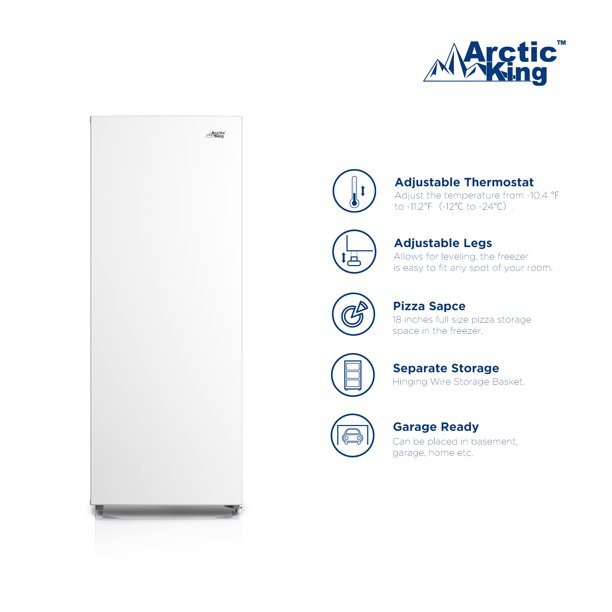 Arctic™
King
Arctic
King
Adjustable Thermostat
Adjust the temperature from -10.4 °F
to -11.2°F（-12℃ to -24℃）.
Adjustable Legs
Allows for leveling, the freezer
is easy to fit any spot of your room.
Pizza Sapce
18 inches full size pizza storage
space in the freezer.
Separate Storage
Hinging Wire Storage Basket.
Garage Ready
Can be placed in basement,
garage, home etc.